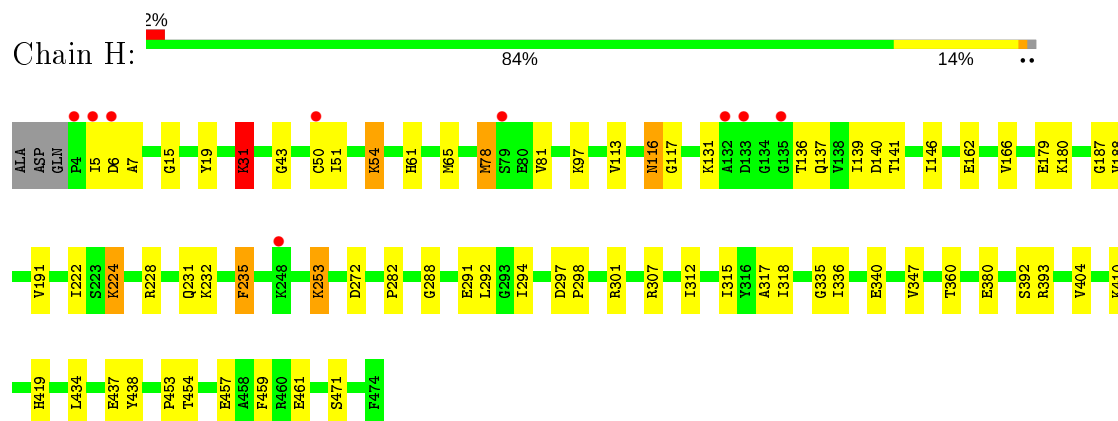 2%
Chain H:
84% 14% ••
ALA ASP GLN P4 I5 D6 A7 G15 Y19 K31 G43 C50 I51 K54 H61 M65 M78 S79 E80 V81 K97 V113 N116 G117 K131 A132 D133 G134 G135 T136 Q137 V138 I139 D140 T141 I146 E162 V166 E179 K180 G187 V188
V191 I222 S223 K224 R228 Q231 K232 F235 K248 K253 D272 P282 G288 E291 L292 G293 I294 D297 P298 R301 R307 I312 I315 Y316 A317 I318 G335 I336 E340 V347 T360 E380 S392 R393 V404 K410
H419 L434 E437 Y438 P453 T454 E457 A458 F459 R460 E461 S471 F474